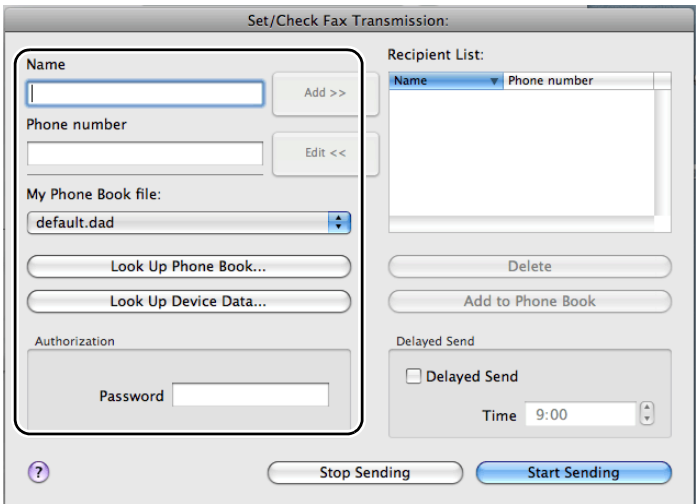 Set/Check Fax Transmission:
Name
Add >>
Phone number
Edit <<
My Phone Book file:
default.dad
Look Up Phone Book...
Look Up Device Data...
Authorization
Password
Recipient List:
Name Phone number
Delete
Add to Phone Book
Delayed Send
Delayed Send
Time 9:00
?
Stop Sending
Start Sending